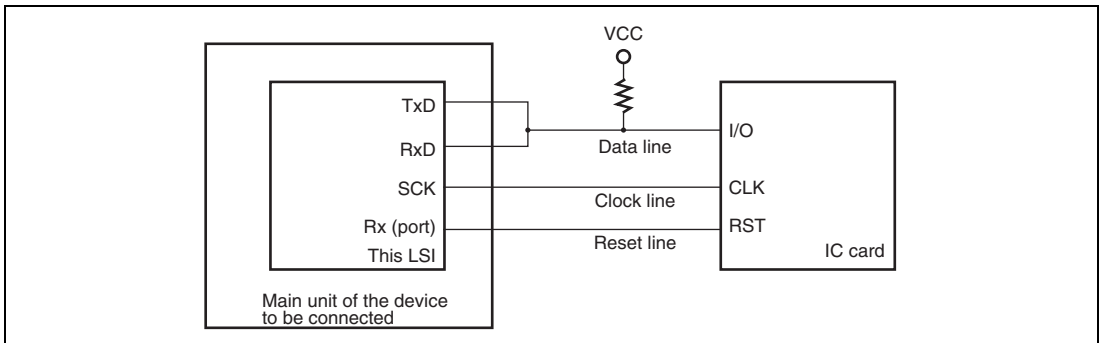 VCC
TxD
RxD
SCK
Rx (port)
This LSI
Main unit of the device
to be connected
Data line
Clock line
Reset line
I/O
CLK
RST
IC card